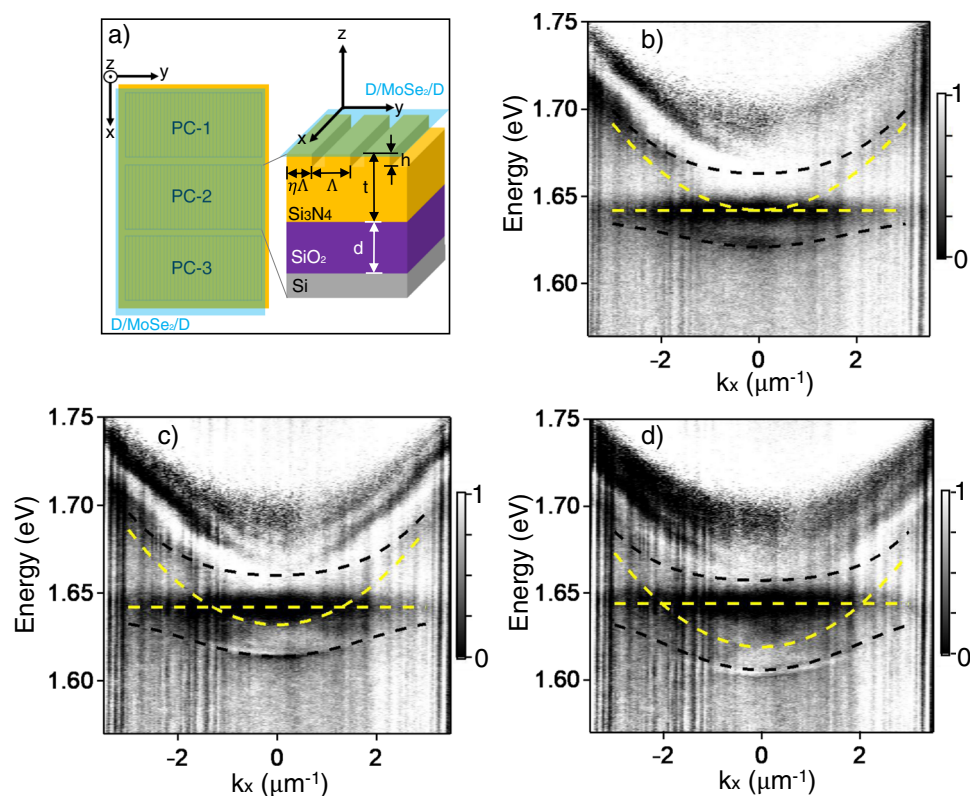 a)
z
y
x
PC-1
PC-2
PC-3
D/MoSe₂/D
z
D/MoSe₂/D
y
x
h
ηΛ
Λ
t
Si₃N4
SiO₂
d
Si
b)
1.75
1.70
1.65
1.60
Energy (eV)
-2
0
2
kx (μm⁻¹)
1
0
c)
1.75
1.70
1.65
1.60
Energy (eV)
-2
0
2
kx (μm⁻¹)
1
0
d)
1.75
1.70
1.65
1.60
Energy (eV)
-2
0
2
kx (μm⁻¹)
1
0